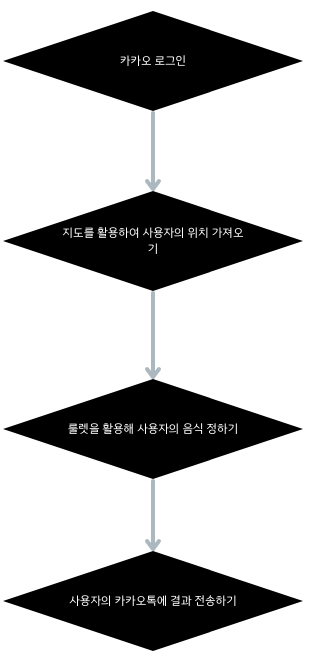 카카오 로그인
지도를 활용하여 사용자의 위치 가져오
기
룰렛을 활용해 사용자의 음식 정하기
사용자의 카카오톡에 결과 전송하기